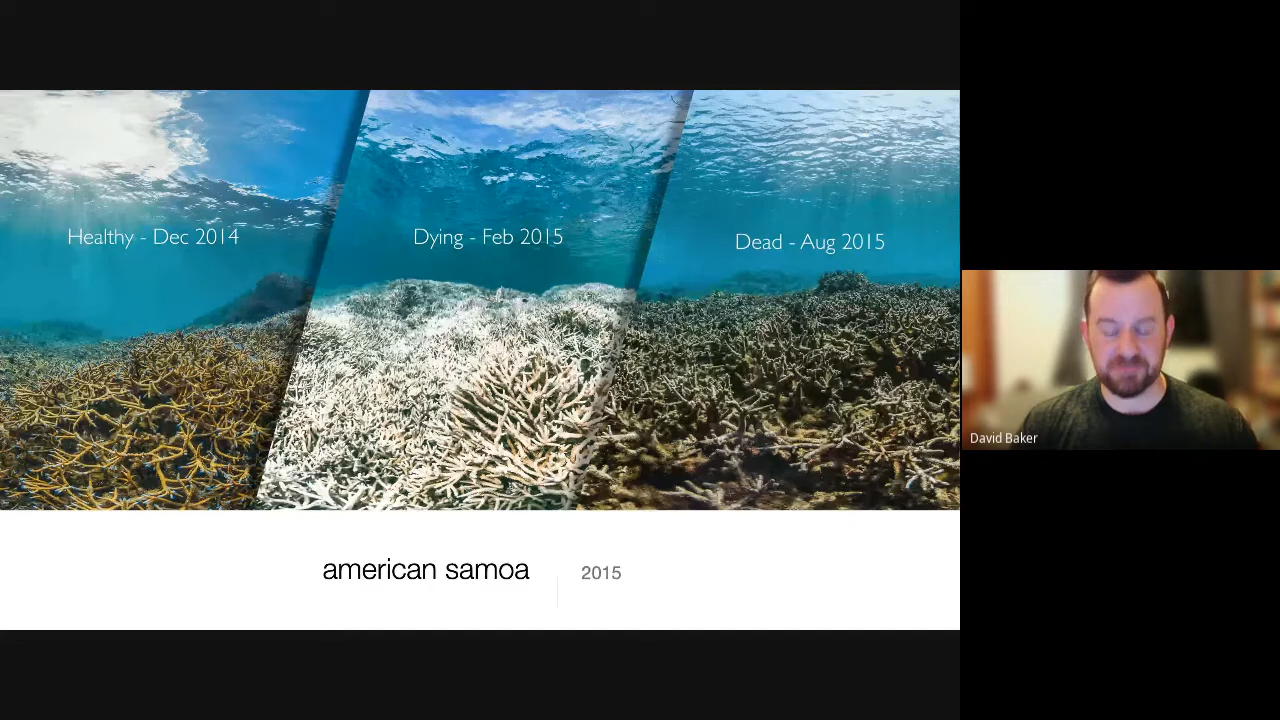 Healthy - Dec 2014
Dying - Feb 2015
Dead - Aug 2015
David Baker
american samoa
2015